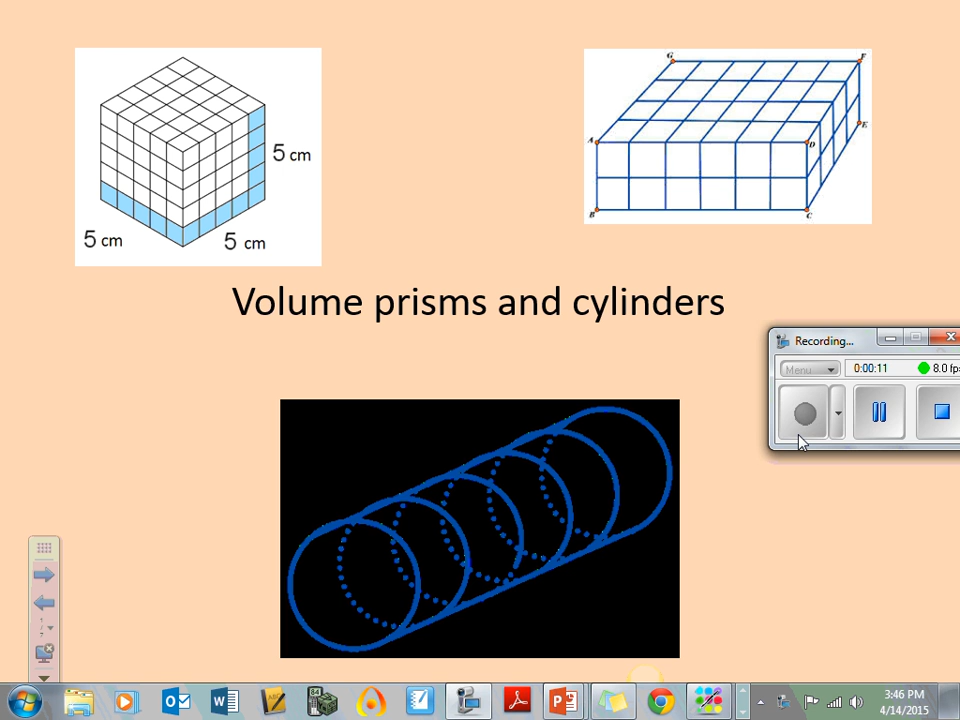 5 cm
5 cm
5 cm
G
F
A
D
E
B
C
Volume prisms and cylinders
Recording...
Menu
0:00:11
8.0 fps
3:46 PM
4/14/2015